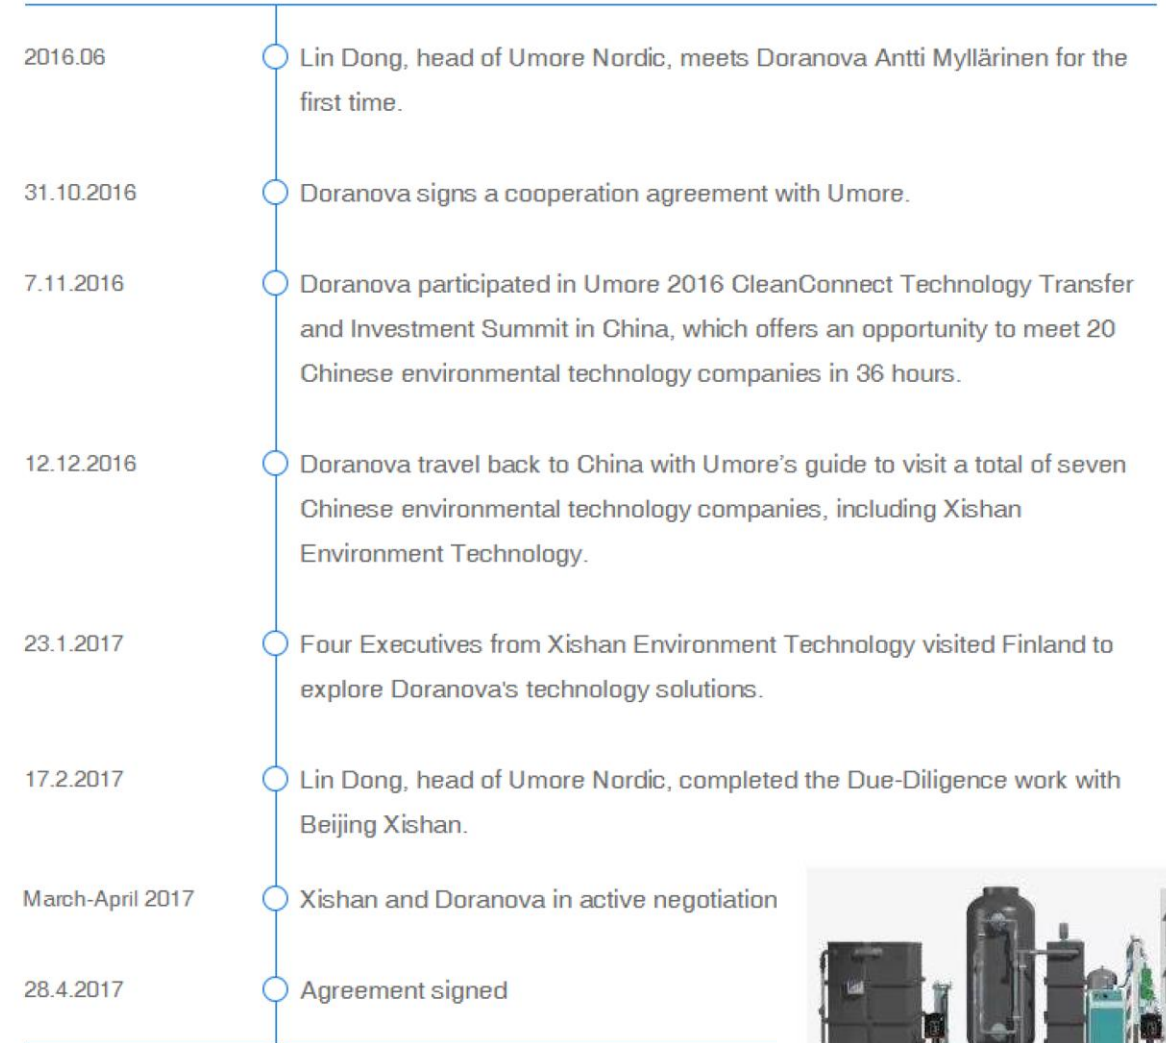 2016.06
Lin Dong, head of Umore Nordic, meets Doranova Antti Myllärinen for the
first time.
31.10.2016
Doranova signs a cooperation agreement with Umore.
7.11.2016
Doranova participated in Umore 2016 CleanConnect Technology Transfer
and Investment Summit in China, which offers an opportunity to meet 20
Chinese environmental technology companies in 36 hours.
12.12.2016
Doranova travel back to China with Umore’s guide to visit a total of seven
Chinese environmental technology companies, including Xishan
Environment Technology.
23.1.2017
Four Executives from Xishan Environment Technology visited Finland to
explore Doranova's technology solutions.
17.2.2017
Lin Dong, head of Umore Nordic, completed the Due-Diligence work with
Beijing Xishan.
March-April 2017
Xishan and Doranova in active negotiation
28.4.2017
Agreement signed